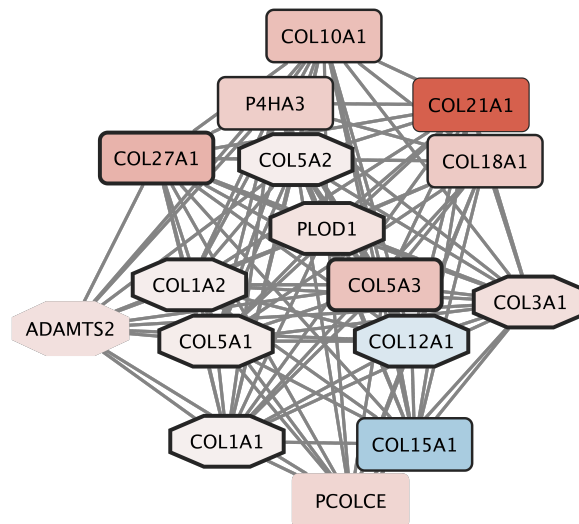 COL10A1
P4HA3
COL21A1
COL27A1
COL5A2
COL18A1
PLOD1
COL1A2
COL5A3
COL3A1
ADAMTS2
COL5A1
COL12A1
COL1A1
COL15A1
PCOLCE